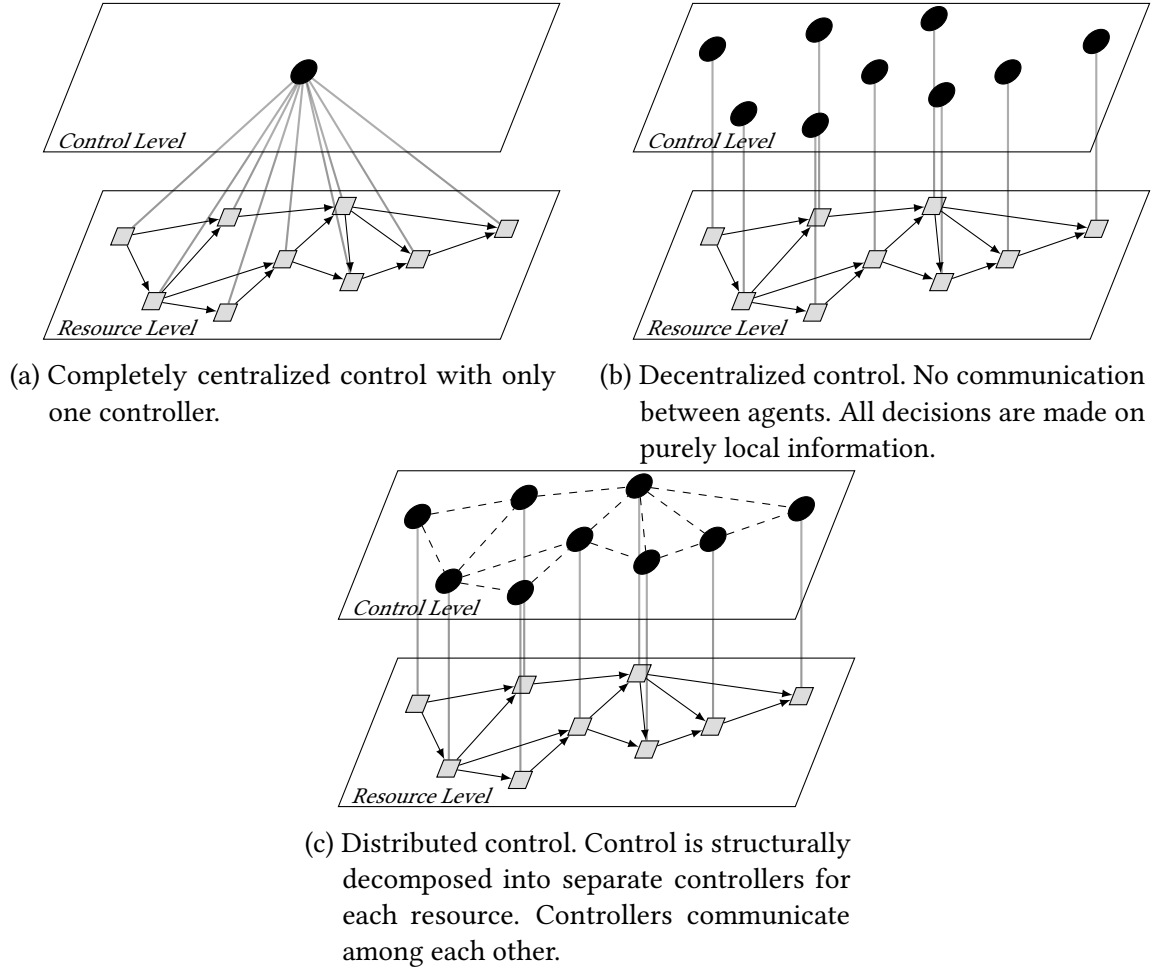 Control Level
Resource Level
(a) Completely centralized control with only
one controller.
Control Level
Resource Level
(b) Decentralized control. No communication
between agents. All decisions are made on
purely local information.
Control Level
Resource Level
(c) Distributed control. Control is structurally
decomposed into separate controllers for
each resource. Controllers communicate
among each other.